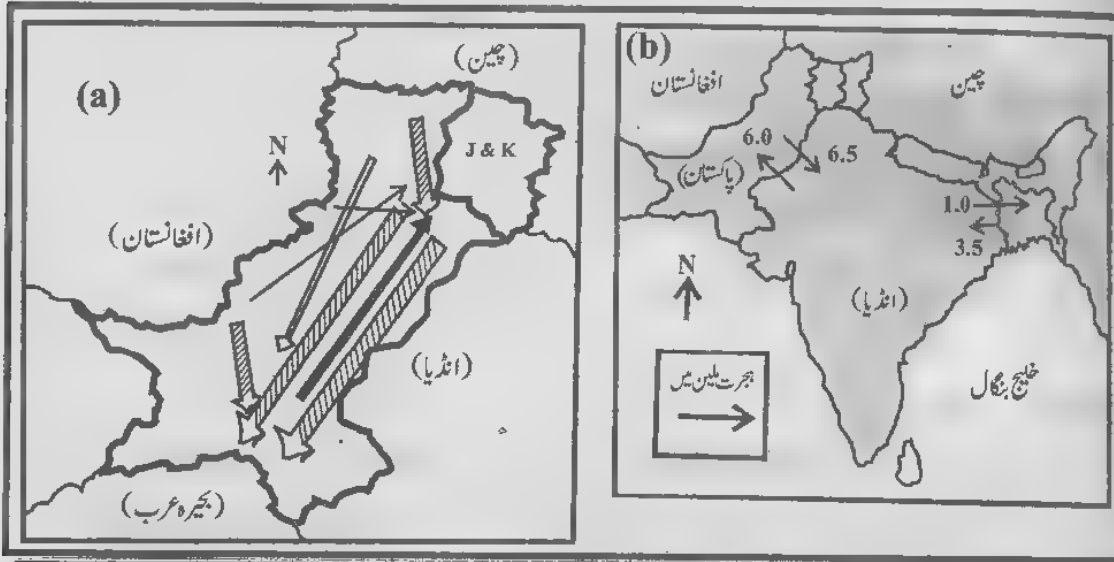 (a)
(چین)
J & K
N
(افغانستان)
(انڈیا)
(بحیرہ عرب)
(b)
افغانستان
چین
6.0
6.5
(پاکستان)
1.0
3.5
N
(انڈیا)
ہجرت ملین میں
خلیج بنگال